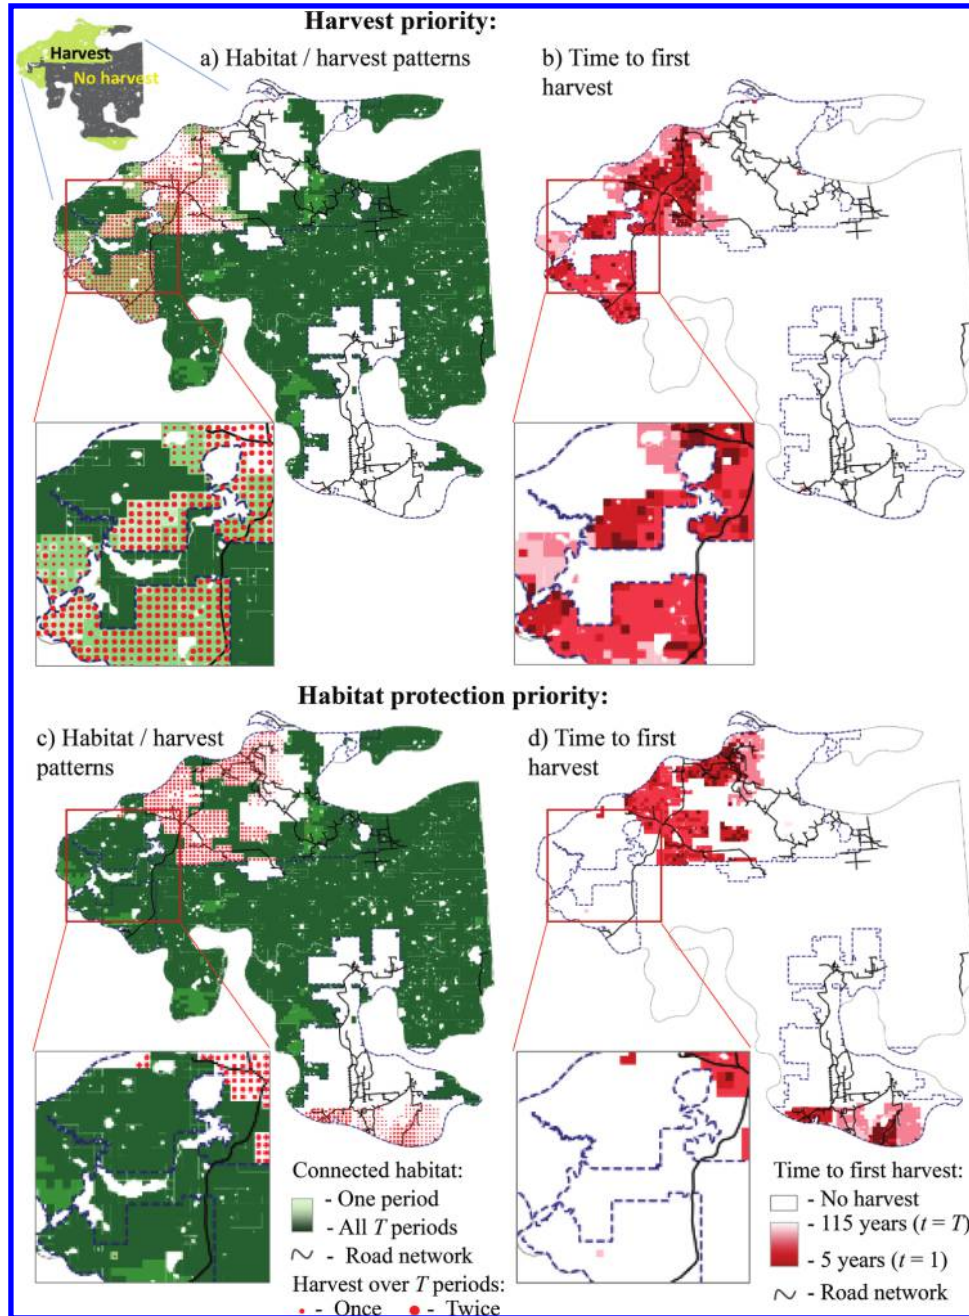 Harvest priority:
Harvest
No harvest
a) Habitat / harvest patterns
b) Time to first
harvest
Habitat protection priority:
c) Habitat / harvest
patterns
d) Time to first
harvest
Connected habitat:
- One period
- All T periods
- Road network
Harvest over T periods:
- Once - Twice
Time to first harvest:
- No harvest
- 115 years (t = T)
- 5 years (t = 1)
- Road network